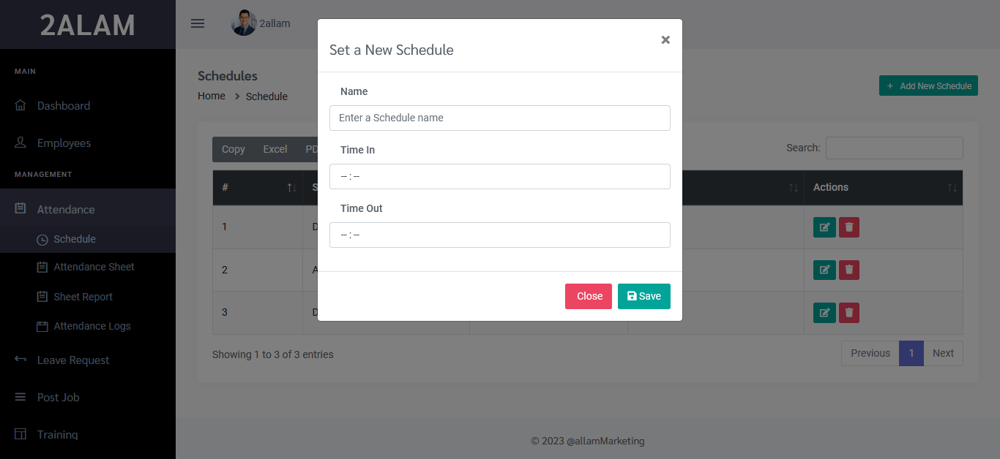 2ALAM
2allam
MAIN
Dashboard
Employees
MANAGEMENT
Attendance
Schedule
Attendance Sheet
Sheet Report
Attendance Logs
Leave Request
Post Job
Training
Schedules
Home > Schedule
+ Add New Schedule
Copy Excel PD
Search:
# S Actions
1 D
2 A
3 D
Showing 1 to 3 of 3 entries
Previous 1 Next
© 2023 @allamMarketing
Set a New Schedule
×
Name
Enter a Schedule name
Time In
-- : --
Time Out
-- : --
Close Save